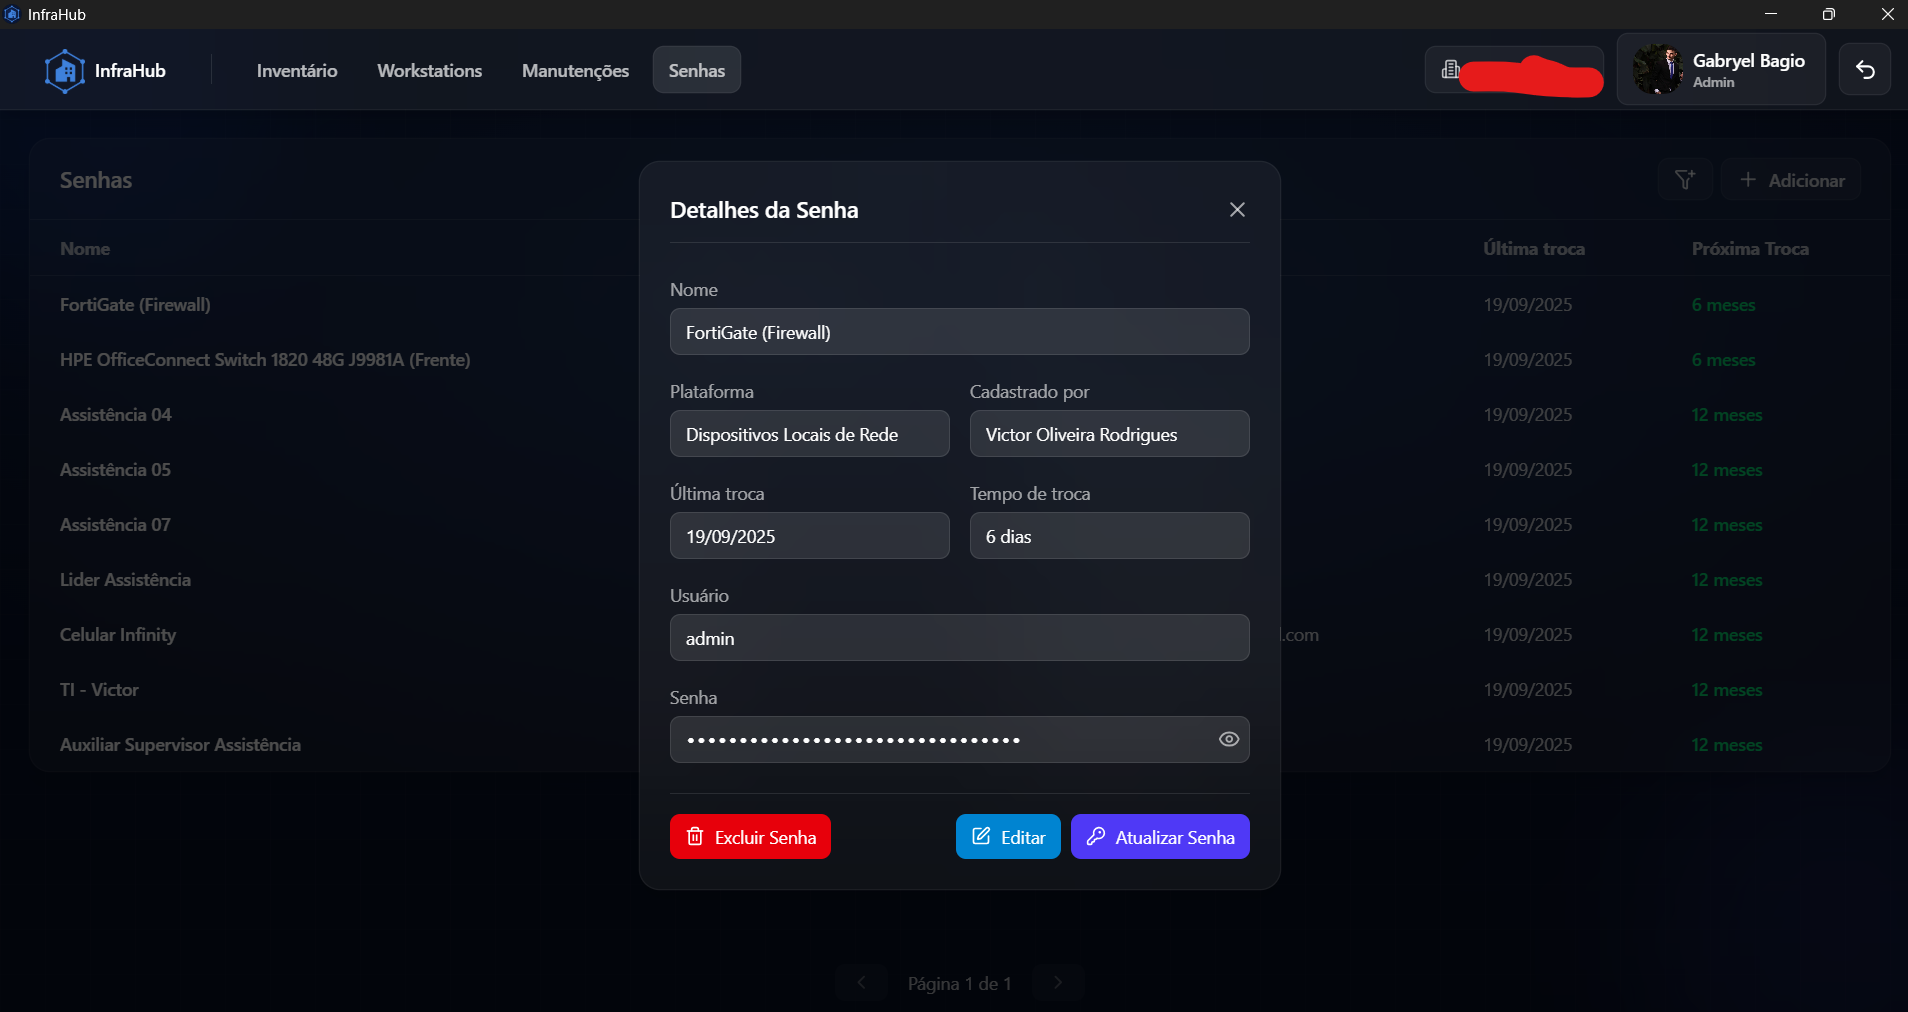 InfraHub
InfraHub
Inventário
Workstations
Manutenções
Senhas
Gabryel Bagio
Admin
Senhas
Adicionar
Nome
Última troca
Próxima Troca
FortiGate (Firewall)
19/09/2025
6 meses
HPE OfficeConnect Switch 1820 48G J9981A (Frente)
19/09/2025
6 meses
Assistência 04
19/09/2025
12 meses
Assistência 05
19/09/2025
12 meses
Assistência 07
19/09/2025
12 meses
Lider Assistência
19/09/2025
12 meses
Celular Infinity
.com
19/09/2025
12 meses
TI - Victor
19/09/2025
12 meses
Auxiliar Supervisor Assistência
19/09/2025
12 meses
Detalhes da Senha
Nome
FortiGate (Firewall)
Plataforma
Cadastrado por
Dispositivos Locais de Rede
Victor Oliveira Rodrigues
Última troca
Tempo de troca
19/09/2025
6 dias
Usuário
admin
Senha
Excluir Senha
Editar
Atualizar Senha
Página 1 de 1